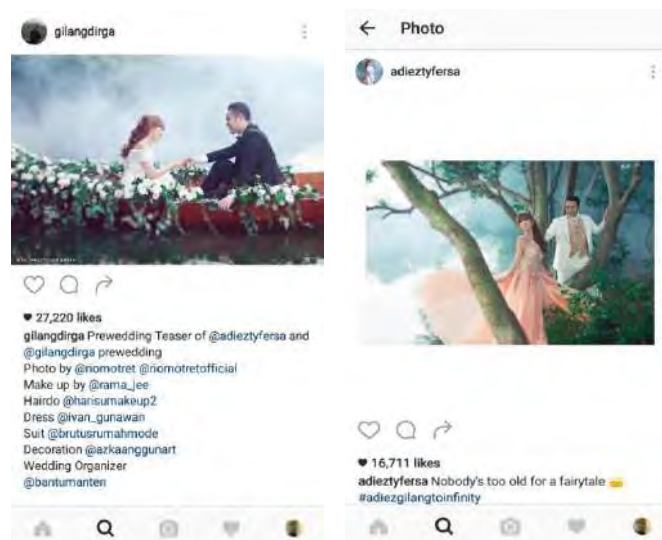 gilangdirga
27,220 likes
gilangdirga Prewedding Teaser of @adieztyfersa and
@gilangdirga prewedding
Photo by @riomotret @riomotretofficial
Make up by @rama_jee
Hairdo @harisumakeup2
Dress @ivan_gunawan
Suit @brutusrumahmode
Decoration @azkaanggunart
Wedding Organizer
@bantumanten
Photo
adieztyfersa
16,711 likes
adieztyfersa Nobody's too old for a fairytale
#adiezgilangtoinfinity